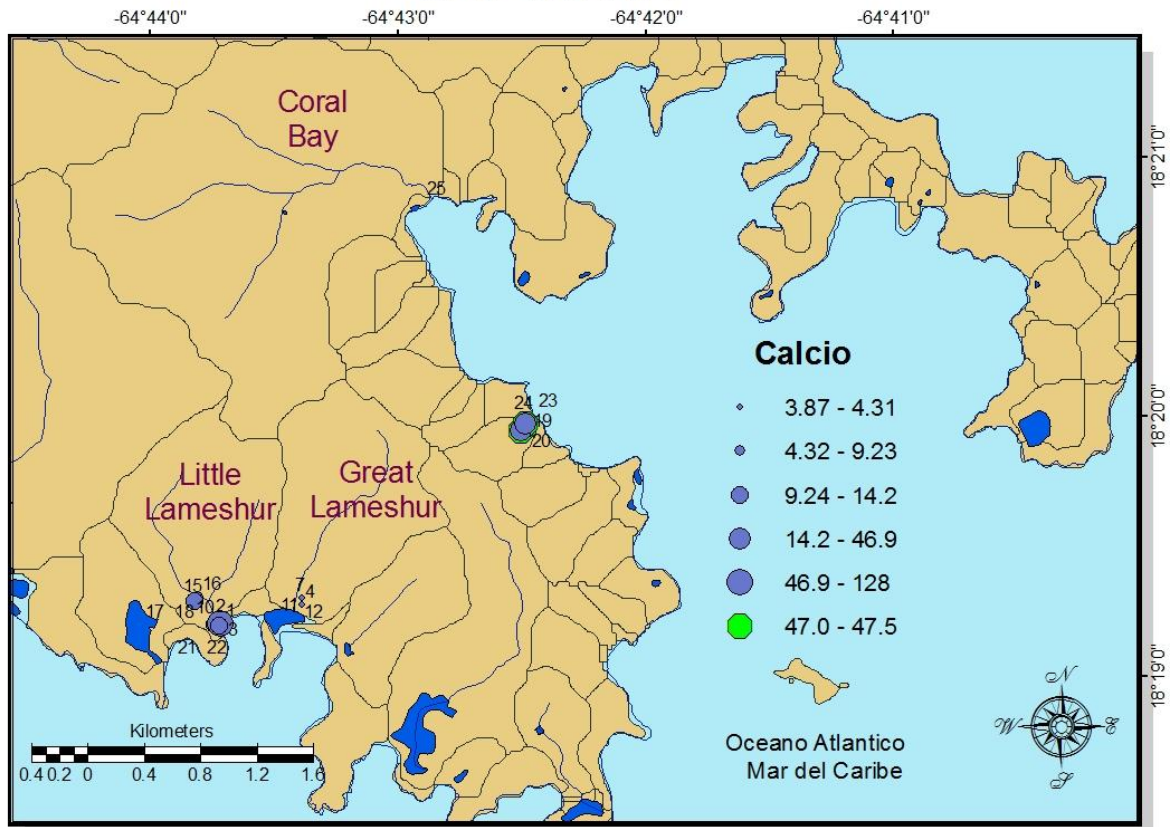 -64°44'0" -64°43'0" -64°42'0" -64°41'0"
Coral
Bay
25
18°21'0"
Calcio
3.87 - 4.31
4.32 - 9.23
9.24 - 14.2
14.2 - 46.9
46.9 - 128
47.0 - 47.5
24 23
19
20
18°20'0"
Little
Lameshur
Great
Lameshur
15 16
7
4
17
18 10 2 1
11 12
3
21 22
18°19'0"
N
W E
S
Kilometers
0.4 0.2 0 0.4 0.8 1.2 1.6
Oceano Atlantico
Mar del Caribe